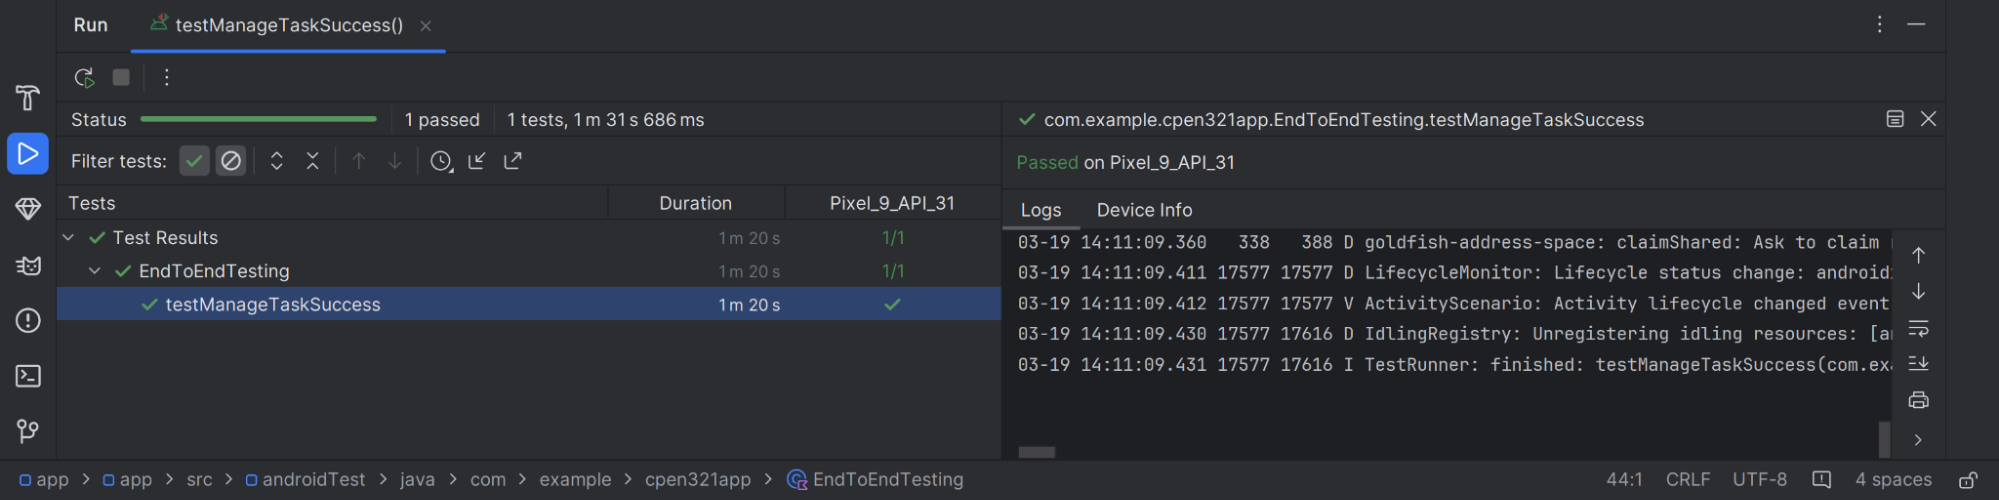 Run testManageTaskSuccess()
Status 1 passed 1 tests, 1 m 31 s 686 ms
Filter tests:
Tests Duration Pixel_9_API_31
Test Results 1 m 20 s 1/1
EndToEndTesting 1 m 20 s 1/1
testManageTaskSuccess 1 m 20 s
com.example.cpen321app.EndToEndTesting.testManageTaskSuccess
Passed on Pixel_9_API_31
Logs Device Info
03-19 14:11:09.360 338 388 D goldfish-address-space: claimShared: Ask to claim
03-19 14:11:09.411 17577 17577 D LifecycleMonitor: Lifecycle status change: android
03-19 14:11:09.412 17577 17577 V ActivityScenario: Activity lifecycle changed event
03-19 14:11:09.430 17577 17616 D IdlingRegistry: Unregistering idling resources: [a
03-19 14:11:09.431 17577 17616 I TestRunner: finished: testManageTaskSuccess(com.ex
app > app > src > androidTest > java > com > example > cpen321app > EndToEndTesting 44:1 CRLF UTF-8 4 spaces